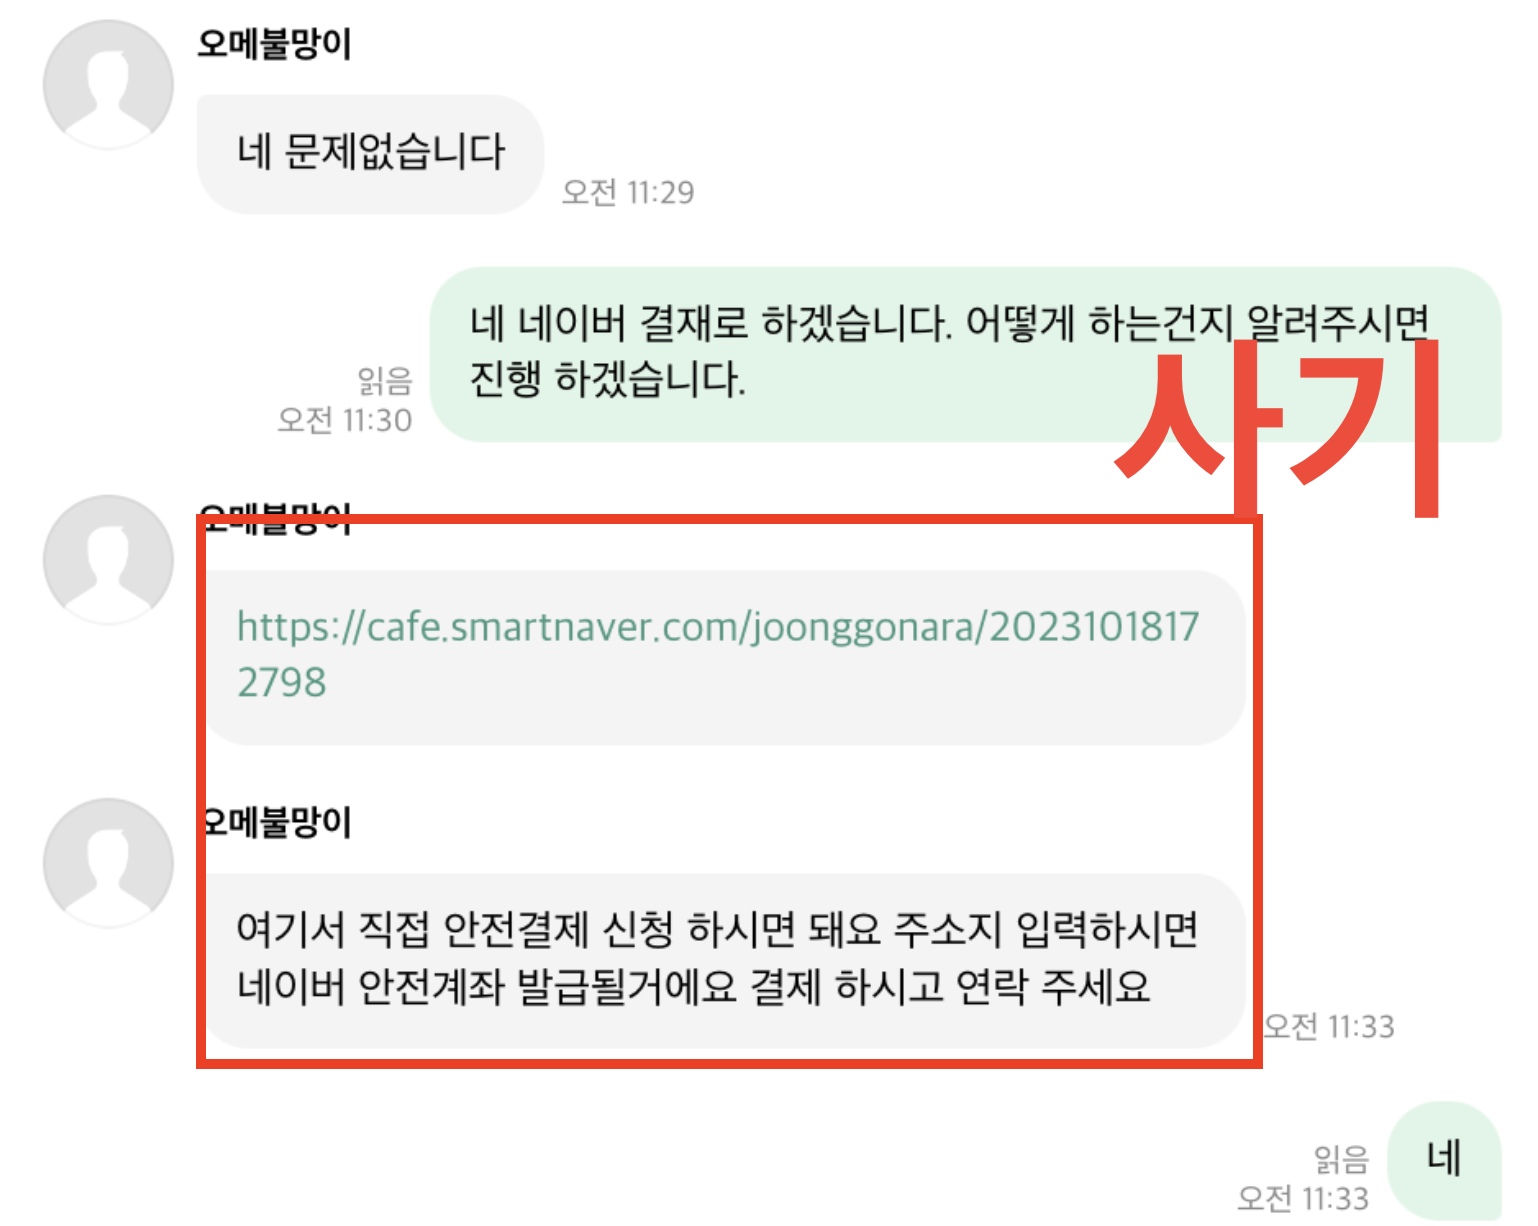 오메불망이
네 문제없습니다
오전 11:29
네 네이버 결재로 하겠습니다. 어떻게 하는건지 알려주시면
진행 하겠습니다.
읽음
오전 11:30
사기
오메불망이
https://cafe.smartnaver.com/joonggonara/2023101817
2798
오메불망이
여기서 직접 안전결제 신청 하시면 돼요 주소지 입력하시면
네이버 안전계좌 발급될거에요 결제 하시고 연락 주세요
오전 11:33
네
읽음
오전 11:33